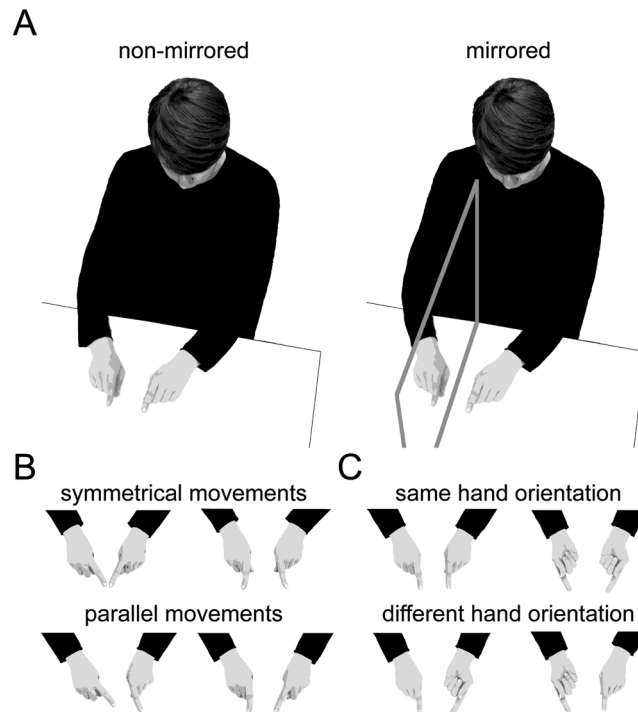 A
non-mirrored
mirrored
B
symmetrical movements
parallel movements
C
same hand orientation
different hand orientation